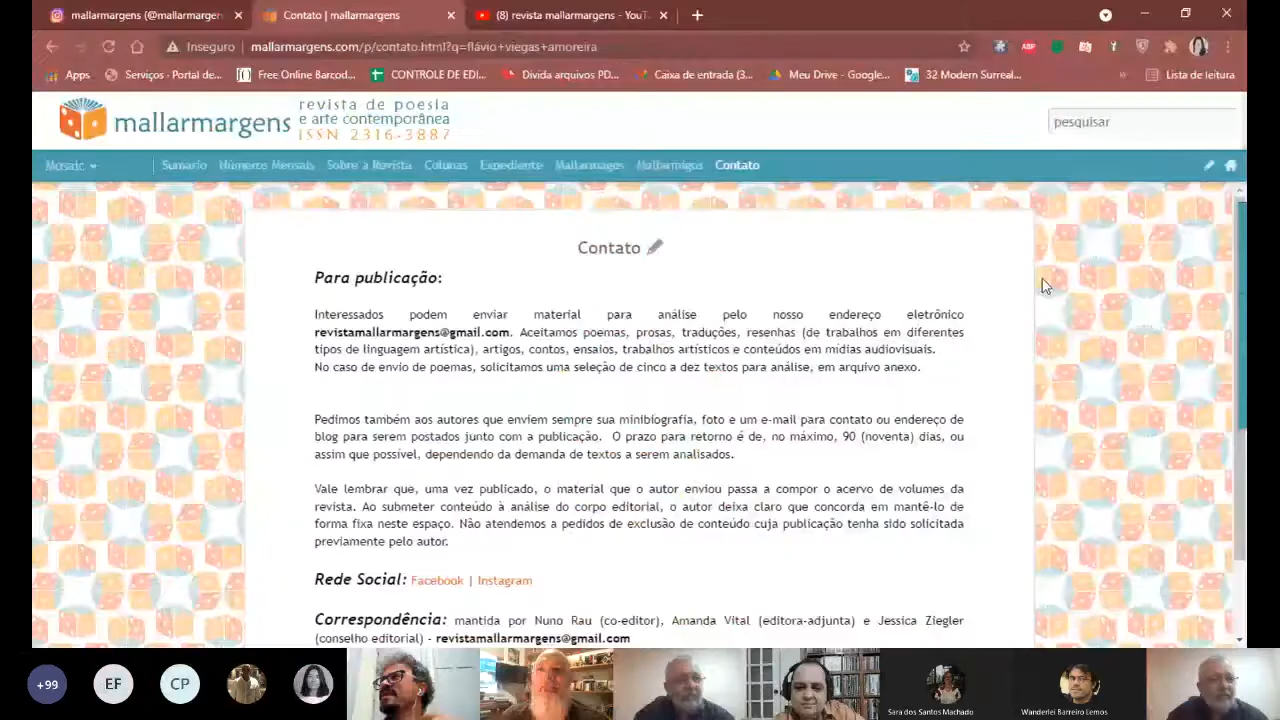 mallarmargens (@mallarmargen
Contato | mallarmargens
(8) revista mallarmargens - YouT
Inseguro
mallarmargens.com/p/contato.html?q=flávio+viegas+amoreira
ABP
Apps
Serviços - Portal de...
Free Online Barcod...
CONTROLE DE EDI...
Divida arquivos PD...
Caixa de entrada (3...
Meu Drive - Google...
32 Modern Surreal...
»
Lista de leitura
mallarmargens
revista de poesia
e arte contemporânea
ISSN 2316-3887
pesquisar
Mosaic
Sumario
Números Mensais
Sobre a Revista
Colunas
Expediente
Mallarmagos
Mallarmigos
Contato
Contato
Para publicação:
Interessados podem enviar material para análise pelo nosso endereço eletrônico
revistamallarmargens@gmail.com. Aceitamos poemas, prosas, traduções, resenhas (de trabalhos em diferentes
tipos de linguagem artística), artigos, contos, ensaios, trabalhos artísticos e conteúdos em mídias audiovisuais.
No caso de envio de poemas, solicitamos uma seleção de cinco a dez textos para análise, em arquivo anexo.
Pedimos também aos autores que enviem sempre sua minibiografia, foto e um e-mail para contato ou endereço de
blog para serem postados junto com a publicação. O prazo para retorno é de, no máximo, 90 (noventa) dias, ou
assim que possível, dependendo da demanda de textos a serem analisados.
Vale lembrar que, uma vez publicado, o material que o autor enviou passa a compor o acervo de volumes da
revista. Ao submeter conteúdo à análise do corpo editorial, o autor deixa claro que concorda em mantê-lo de
forma fixa neste espaço. Não atendemos a pedidos de exclusão de conteúdo cuja publicação tenha sido solicitada
previamente pelo autor.
Rede Social: Facebook | Instagram
Correspondência: mantida por Nuno Rau (co-editor), Amanda Vital (editora-adjunta) e Jessica Ziegler
(conselho editorial) - revistamallarmargens@gmail.com
+99
EF
CP
Sara dos Santos Machado
Wanderlei Barreiro Lemos